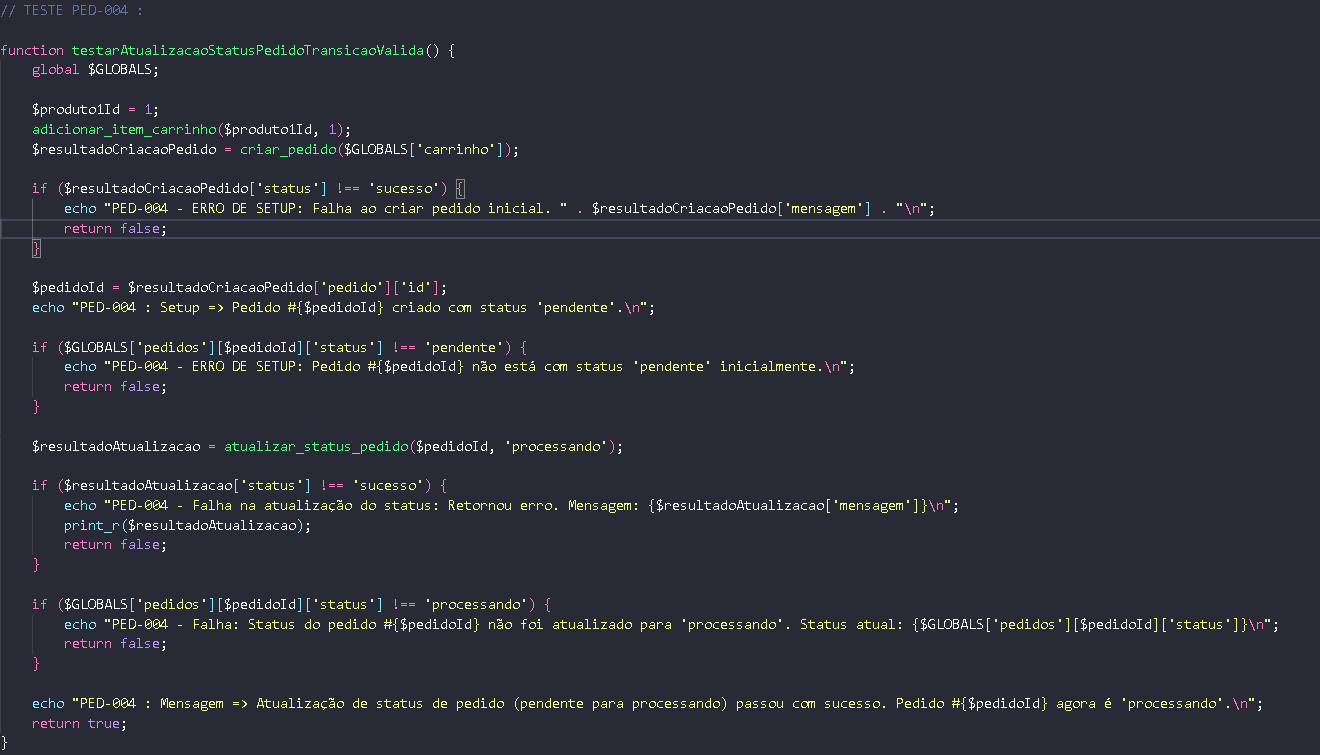 // TESTE PED-004 :
function testarAtualizacaoStatusPedidoTransicaoValida() {
global $GLOBALS;
$produto1Id = 1;
adicionar_item_carrinho($produto1Id, 1);
$resultadoCriacaoPedido = criar_pedido($GLOBALS['carrinho']);
if ($resultadoCriacaoPedido['status'] !== 'sucesso') {
echo "PED-004 - ERRO DE SETUP: Falha ao criar pedido inicial. " . $resultadoCriacaoPedido['mensagem'] . "\n";
return false;
}
$pedidoId = $resultadoCriacaoPedido['pedido']['id'];
echo "PED-004 : Setup => Pedido #{$pedidoId} criado com status 'pendente'.\n";
if ($GLOBALS['pedidos'][$pedidoId]['status'] !== 'pendente') {
echo "PED-004 - ERRO DE SETUP: Pedido #{$pedidoId} não está com status 'pendente' inicialmente.\n";
return false;
}
$resultadoAtualizacao = atualizar_status_pedido($pedidoId, 'processando');
if ($resultadoAtualizacao['status'] !== 'sucesso') {
echo "PED-004 - Falha na atualização do status: Retornou erro. Mensagem: {$resultadoAtualizacao['mensagem']}\n";
print_r($resultadoAtualizacao);
return false;
}
if ($GLOBALS['pedidos'][$pedidoId]['status'] !== 'processando') {
echo "PED-004 - Falha: Status do pedido #{$pedidoId} não foi atualizado para 'processando'. Status atual: {$GLOBALS['pedidos'][$pedidoId]['status']}\n";
return false;
}
echo "PED-004 : Mensagem => Atualização de status de pedido (pendente para processando) passou com sucesso. Pedido #{$pedidoId} agora é 'processando'.\n";
return true;
}